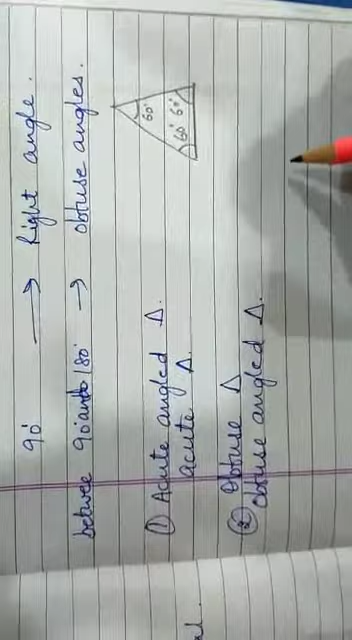 90° → Right angle.
betwee 90° and 180° → obtuse angles.
① Acute angled Δ.
acute Δ.
60° 60° 60°
② Obtuse Δ
obtuse angled Δ.